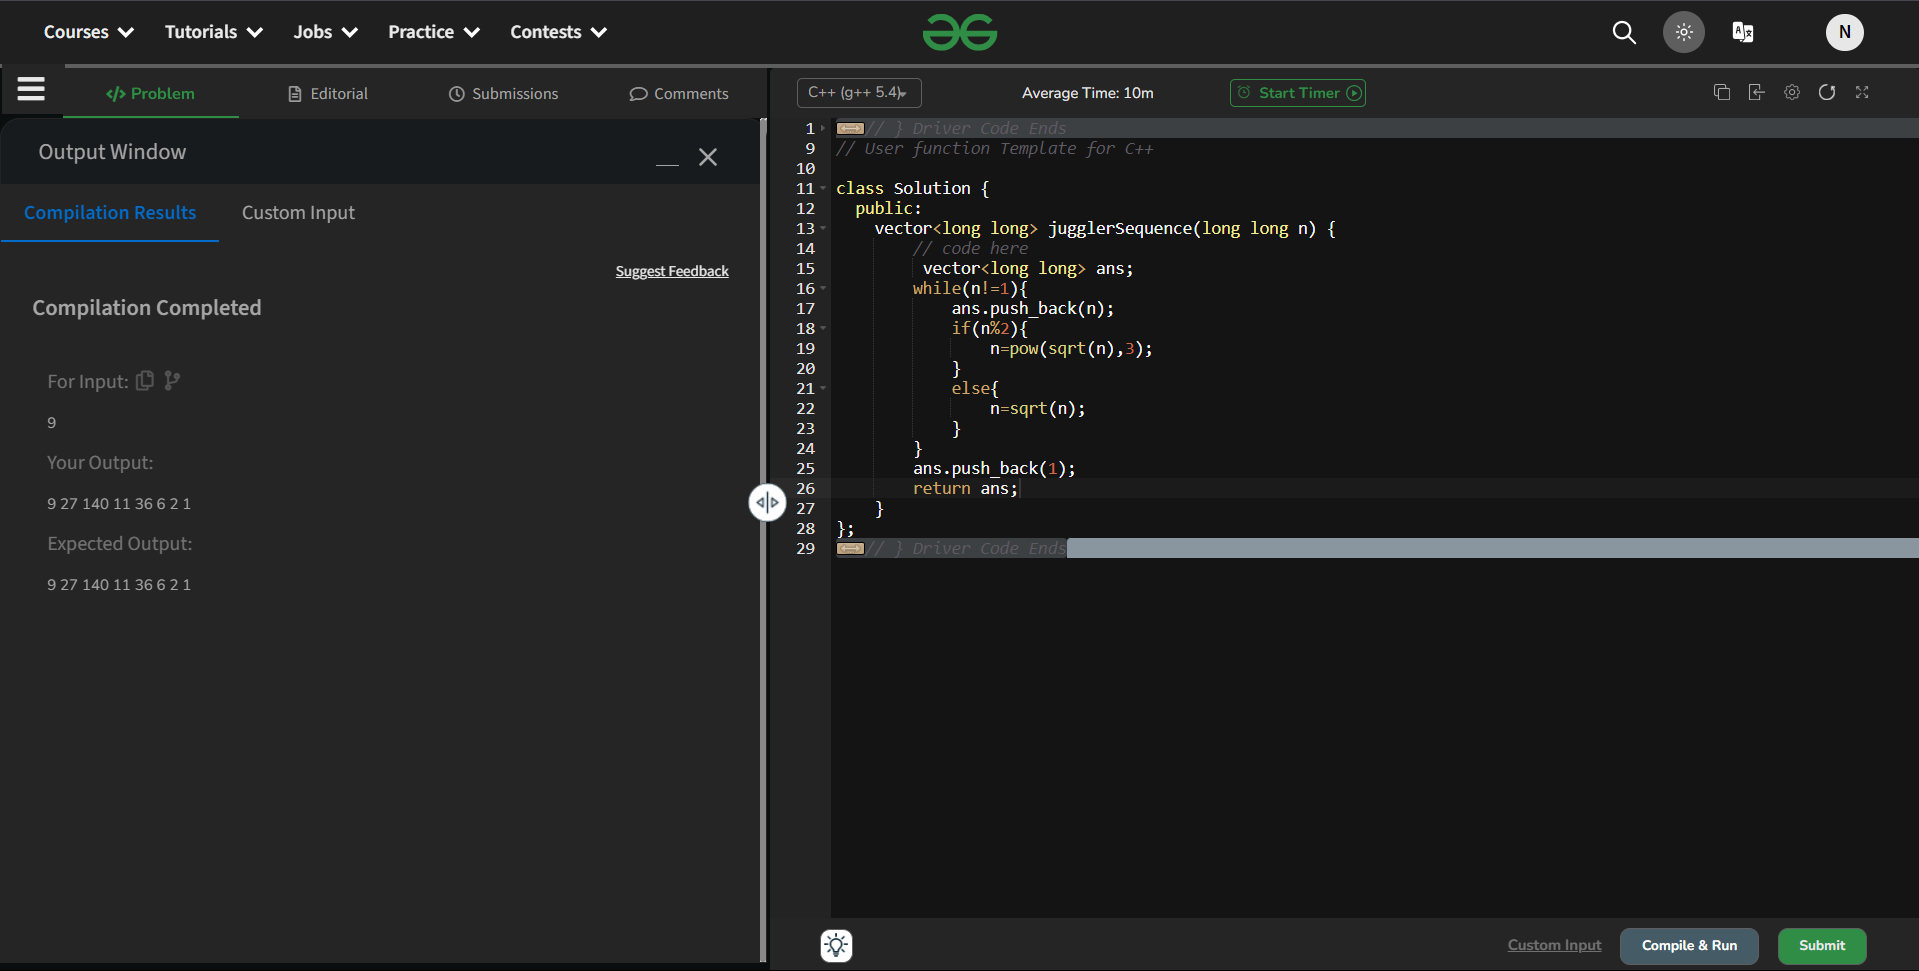 Courses Tutorials Jobs Practice Contests N
Problem Editorial Submissions Comments
Output Window
Compilation Results Custom Input
Suggest Feedback
Compilation Completed
For Input:
9
Your Output:
9 27 140 11 36 6 2 1
Expected Output:
9 27 140 11 36 6 2 1
C++ (g++ 5.4) Average Time: 10m Start Timer
1 // } Driver Code Ends
9 // User function Template for C++
10
11 class Solution {
12 public:
13 vector<long long> jugglerSequence(long long n) {
14 // code here
15 vector<long long> ans;
16 while(n!=1){
17 ans.push_back(n);
18 if(n%2){
19 n=pow(sqrt(n),3);
20 }
21 else{
22 n=sqrt(n);
23 }
24 }
25 ans.push_back(1);
26 return ans;
27 }
28 };
29 // } Driver Code Ends
Custom Input Compile & Run Submit